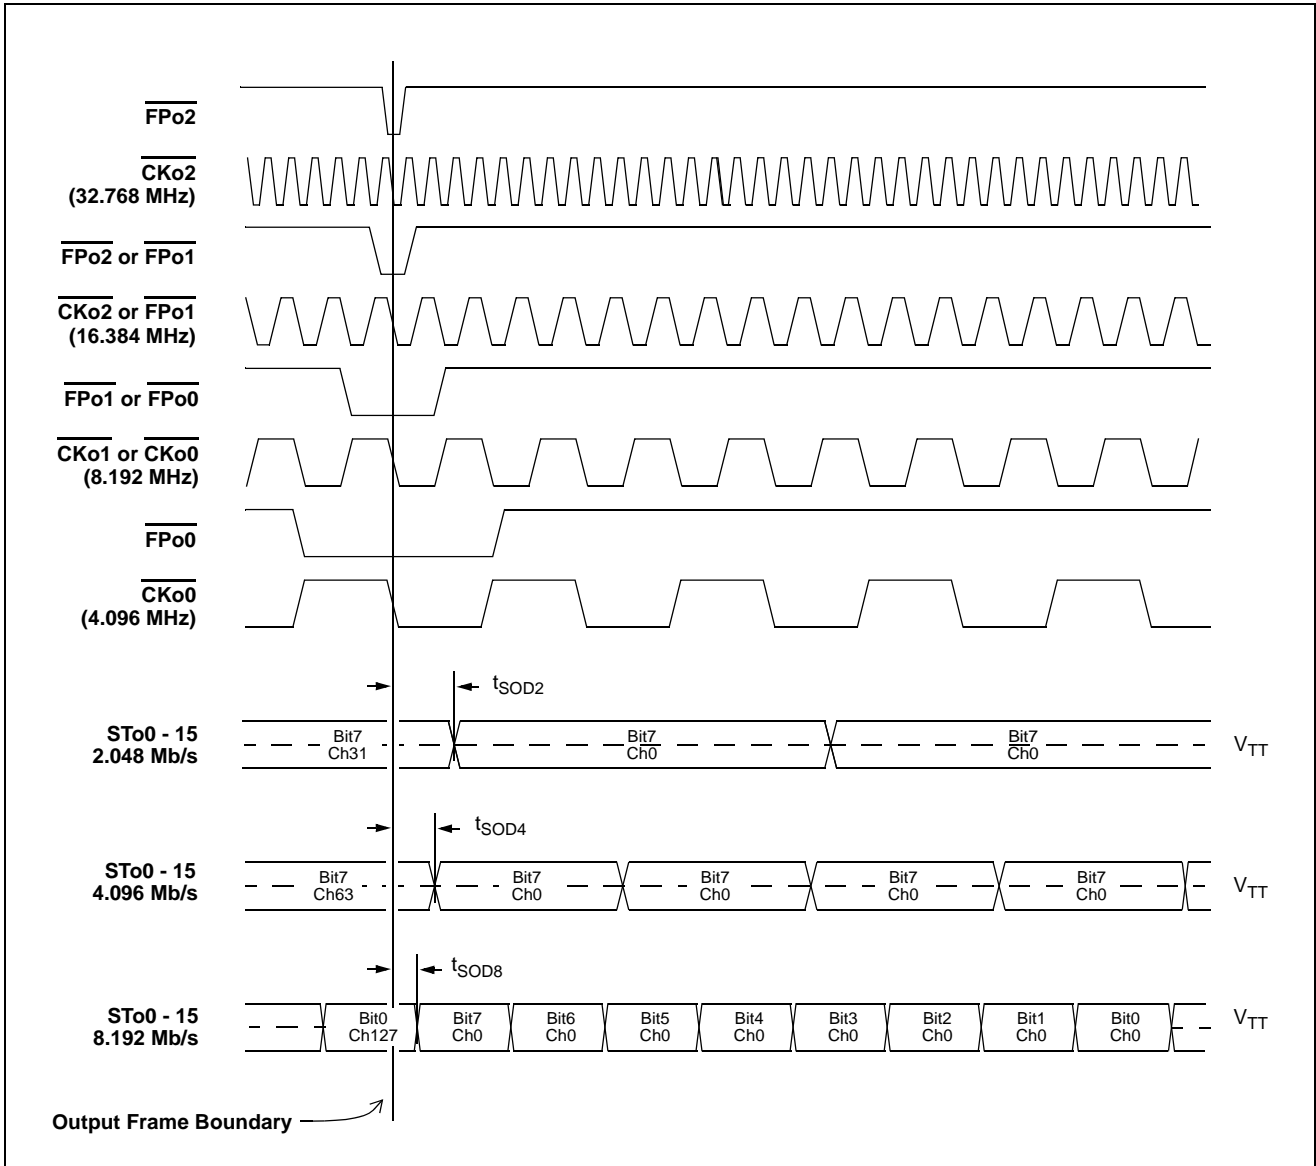 FPo2
CKo2
(32.768 MHz)
FPo2 or FPo1
CKo2 or FPo1
(16.384 MHz)
FPo1 or FPo0
CKo1 or CKo0
(8.192 MHz)
FPo0
CKo0
(4.096 MHz)
tSOD2
STo0 - 15
2.048 Mb/s
Bit7
Ch31
Bit7
Ch0
Bit7
Ch0
VTT
tSOD4
STo0 - 15
4.096 Mb/s
Bit7
Ch63
Bit7
Ch0
Bit7
Ch0
Bit7
Ch0
Bit7
Ch0
VTT
tSOD8
STo0 - 15
8.192 Mb/s
Bit0
Ch127
Bit7
Ch0
Bit6
Ch0
Bit5
Ch0
Bit4
Ch0
Bit3
Ch0
Bit2
Ch0
Bit1
Ch0
Bit0
Ch0
VTT
Output Frame Boundary